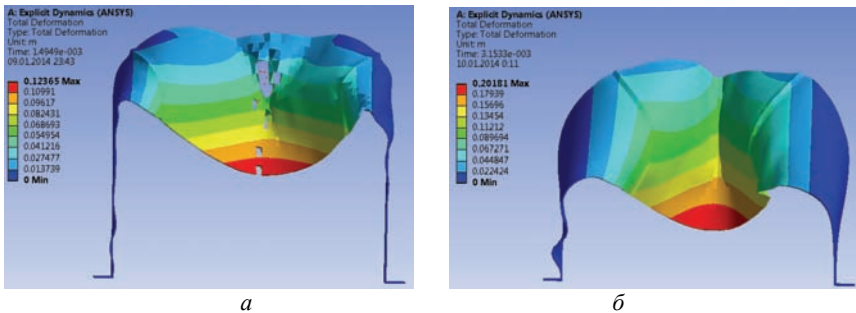 A: Explicit Dynamics (ANSYS)
Total Deformation
Type: Total Deformation
Unit: m
Time: 1.4949e-003
09.01.2014 23:43
0.12365 Max
0.10991
0.09617
0.082431
0.068693
0.054954
0.041216
0.027477
0.013739
0 Min
а
A: Explicit Dynamics (ANSYS)
Total Deformation
Type: Total Deformation
Unit: m
Time: 3.1533e-003
10.01.2014 0:11
0.20181 Max
0.17939
0.15696
0.13454
0.11212
0.089694
0.067271
0.044847
0.022424
0 Min
б